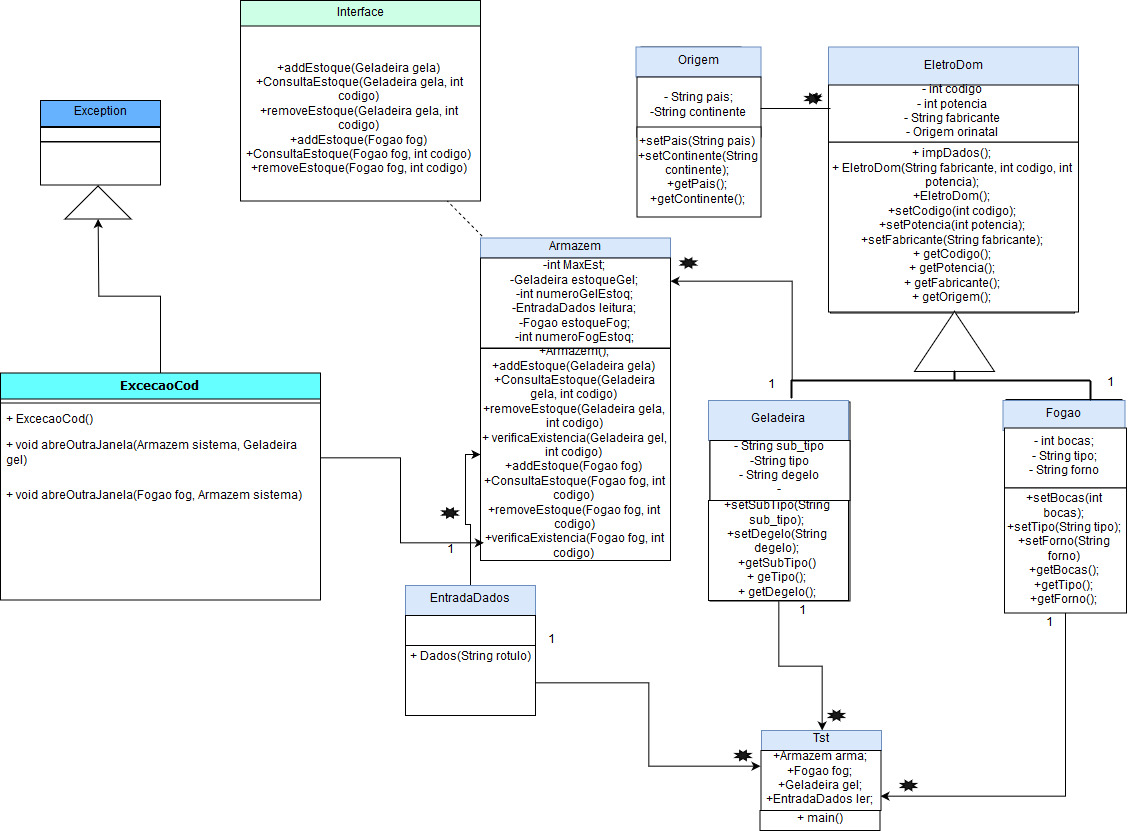 Interface
+addEstoque(Geladeira gela)
+ConsultaEstoque(Geladeira gela, int
codigo)
+removeEstoque(Geladeira gela, int
codigo)
+addEstoque(Fogao fog)
+ConsultaEstoque(Fogao fog, int codigo)
+removeEstoque(Fogao fog, int codigo)
Exception
Origem
- String pais;
-String continente
+setPais(String pais)
+setContinente(String
continente);
+getPais();
+getContinente();
EletroDom
- int codigo
- int potencia
- String fabricante
- Origem orinatal
+ impDados();
+ EletroDom(String fabricante, int codigo, int
potencia);
+EletroDom();
+setCodigo(int codigo);
+setPotencia(int potencia);
+setFabricante(String fabricante);
+ getCodigo();
+ getPotencia();
+ getFabricante();
+ getOrigem();
Armazem
-int MaxEst;
-Geladeira estoqueGel;
-int numeroGelEstoq;
-EntradaDados leitura;
-Fogao estoqueFog;
-int numeroFogEstoq;
+Armazem();
+addEstoque(Geladeira gela)
+ConsultaEstoque(Geladeira
gela, int codigo)
+removeEstoque(Geladeira gela,
int codigo)
+ verificaExistencia(Geladeira gel,
int codigo)
+addEstoque(Fogao fog)
+ConsultaEstoque(Fogao fog, int
codigo)
+removeEstoque(Fogao fog, int
codigo)
+verificaExistencia(Fogao fog, int
codigo)
ExcecaoCod
+ ExcecaoCod()
+ void abreOutraJanela(Armazem sistema, Geladeira
gel)
+ void abreOutraJanela(Fogao fog, Armazem sistema)
1
1
1
Geladeira
- String sub_tipo
-String tipo
- String degelo
-
+setSubTipo(String
sub_tipo);
+setDegelo(String
degelo);
+getSubTipo()
+ geTipo();
+ getDegelo();
1
Fogao
- int bocas;
- String tipo;
- String forno
+setBocas(int
bocas);
+setTipo(String tipo);
+setForno(String
forno)
+getBocas();
+getTipo();
+getForno();
1
EntradaDados
+ Dados(String rotulo)
1
Tst
+Armazem arma;
+Fogao fog;
+Geladeira gel;
+EntradaDados ler;
+ main()